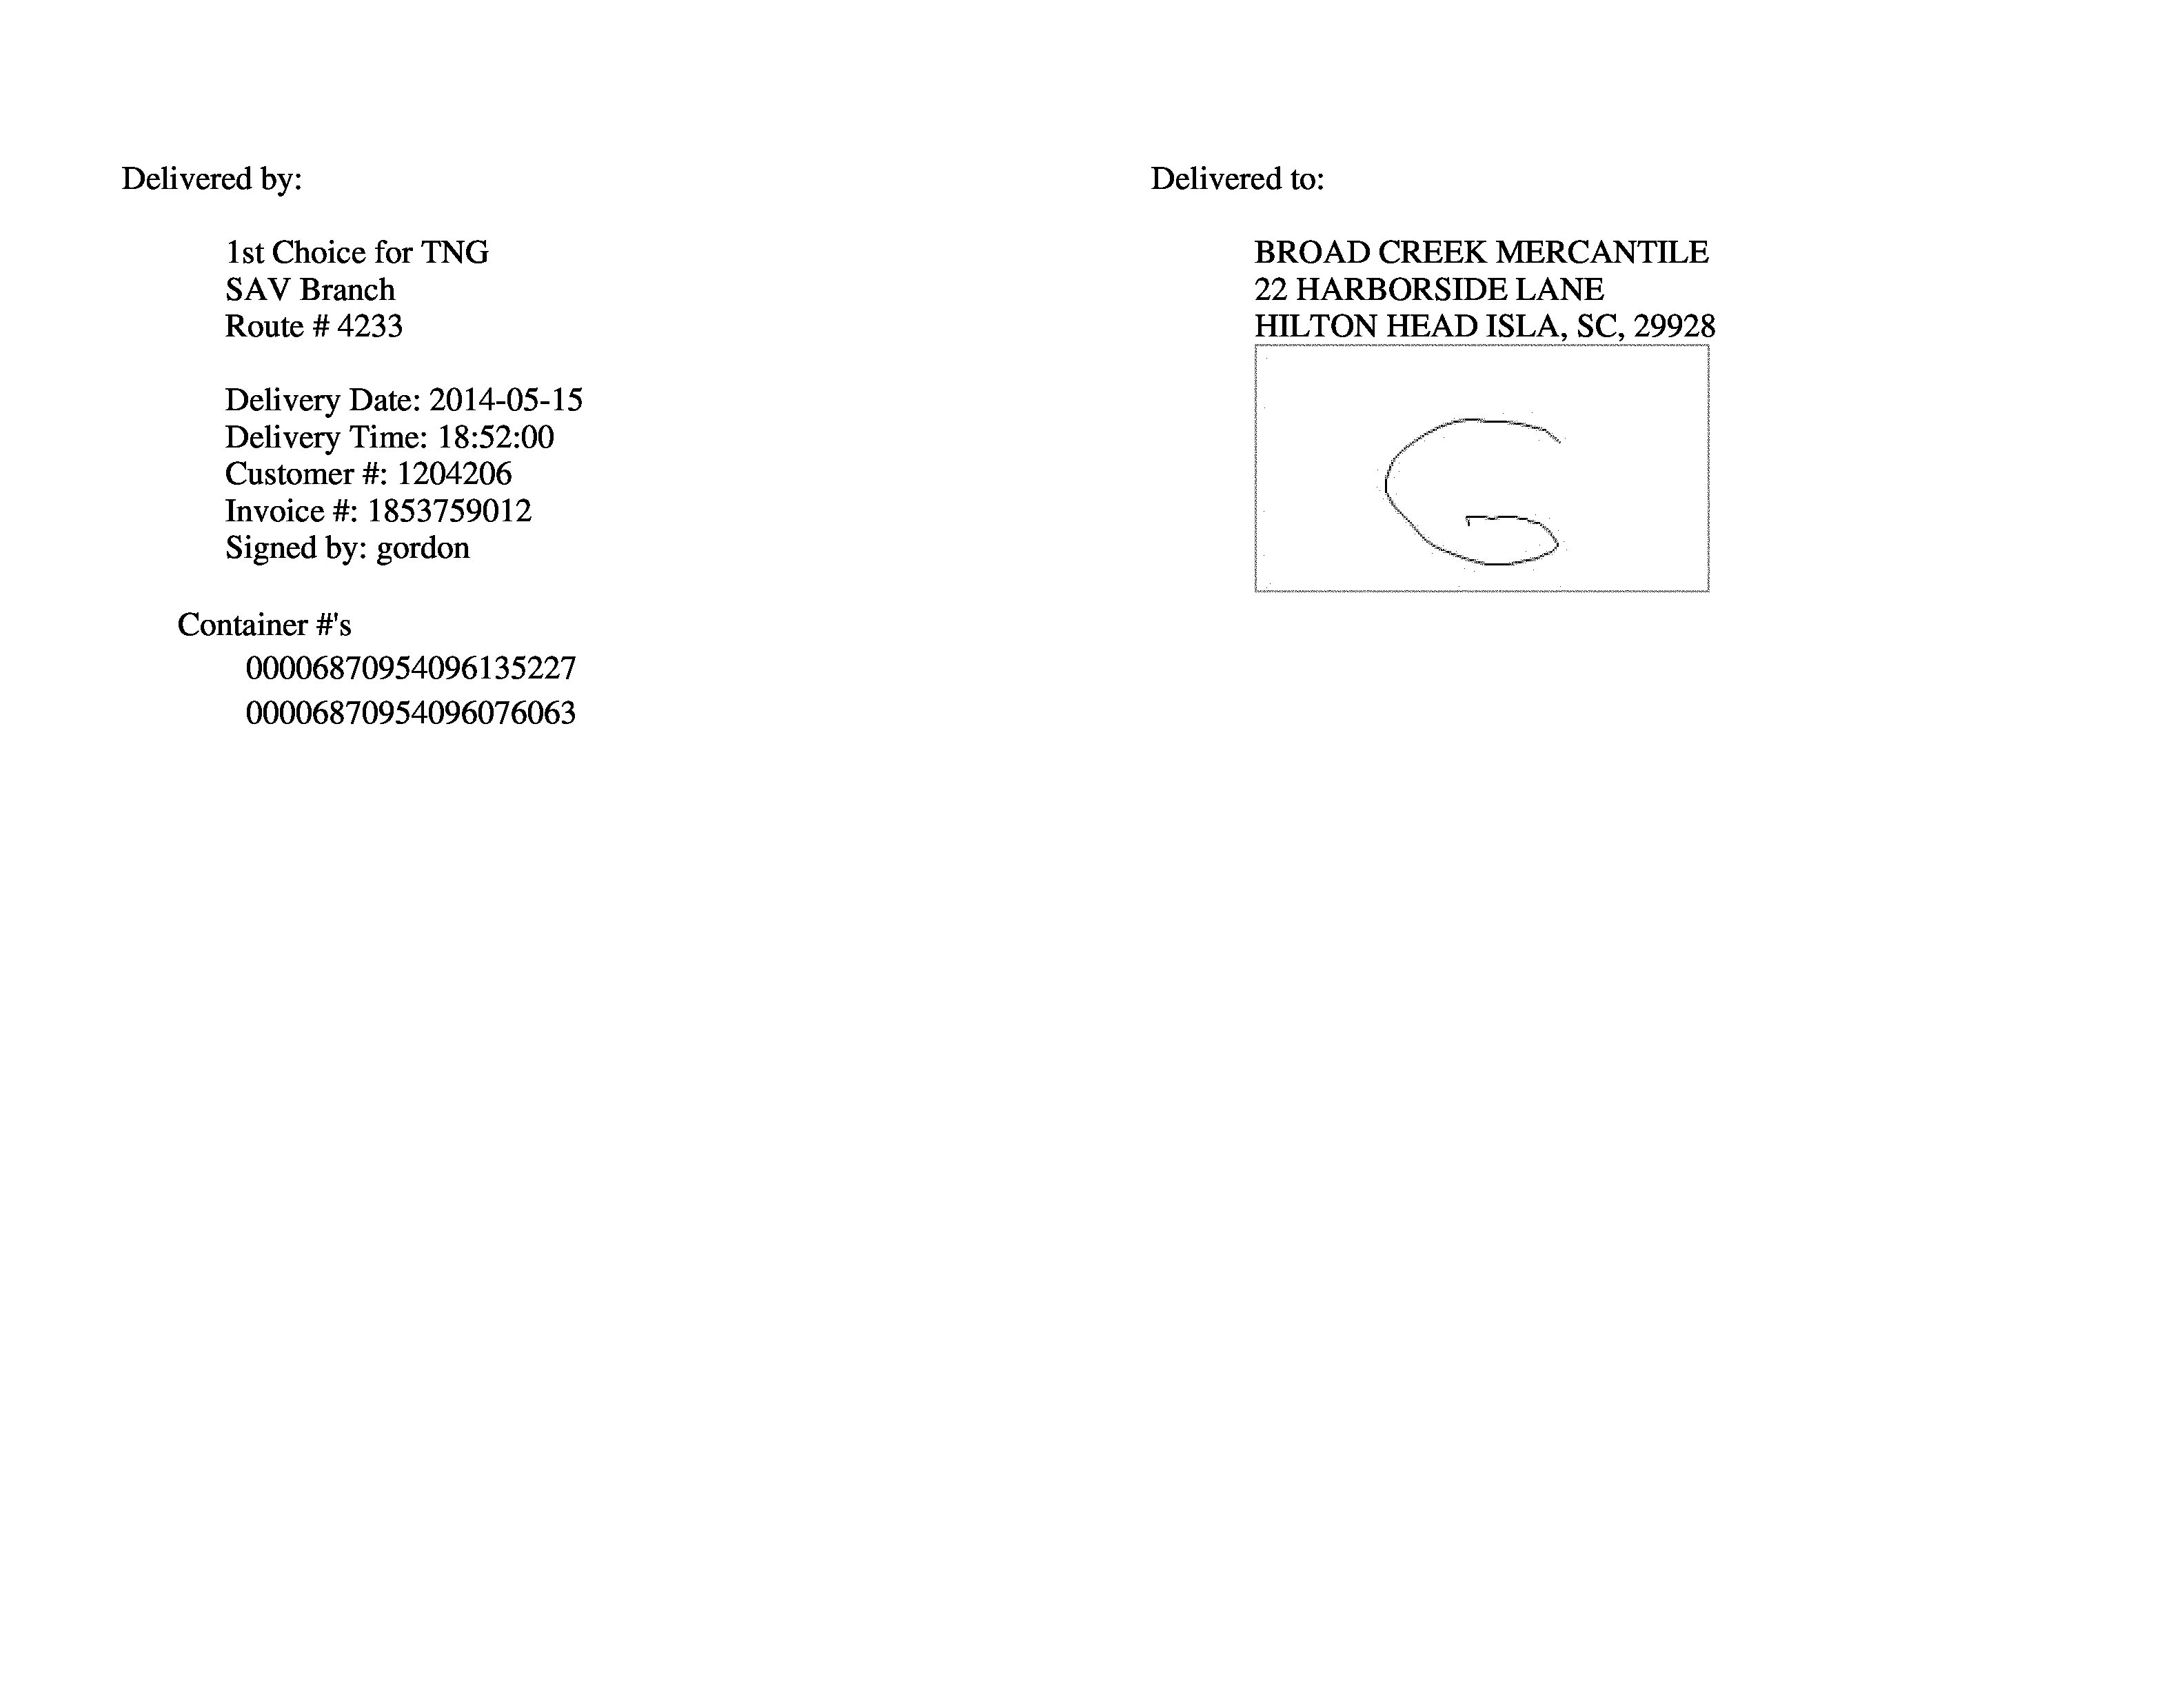 Delivered by:
1st Choice for TNG
SAV Branch
Route # 4233
Delivery Date: 2014-05-15
Delivery Time: 18:52:00
Customer #: 1204206
Invoice #: 1853759012
Signed by: gordon
Container #'s
00006870954096135227
00006870954096076063
Delivered to:
BROAD CREEK MERCANTILE
22 HARBORSIDE LANE
HILTON HEAD ISLA, SC, 29928
G